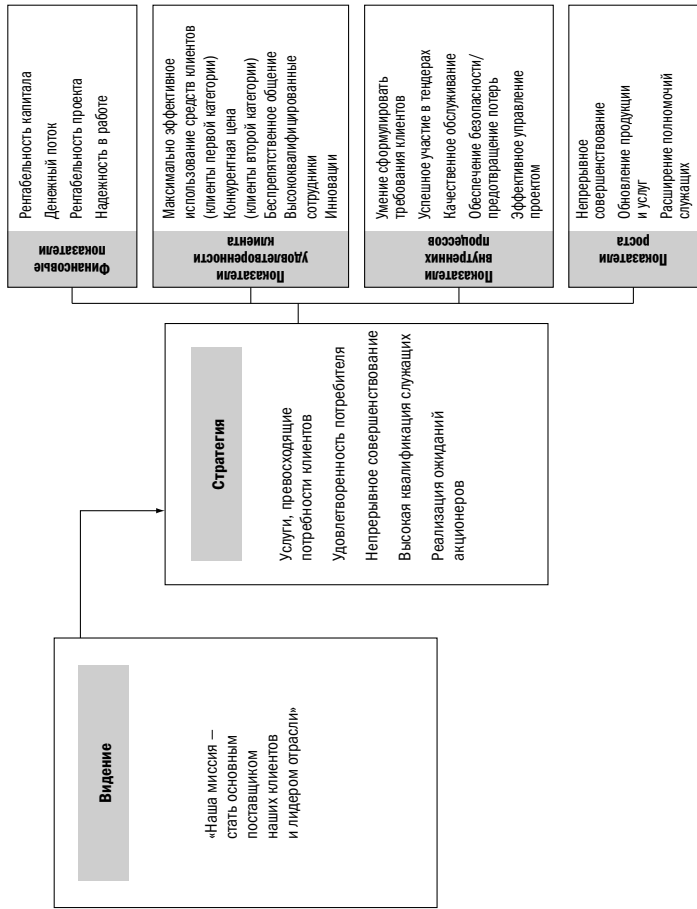 Видение
«Наша миссия —
стать основным
поставщиком
наших клиентов
и лидером отрасли»
Стратегия
Услуги, превосходящие
потребности клиентов
Удовлетворенность потребителя
Непрерывное совершенствование
Высокая квалификация служащих
Реализация ожиданий
акционеров
Финансовые
показатели
Рентабельность капитала
Денежный поток
Рентабельность проекта
Надежность в работе
Показатели
удовлетворенности
клиента
Максимально эффективное
использование средств клиентов
(клиенты первой категории)
Конкурентная цена
(клиенты второй категории)
Беспрепятственное общение
Высококвалифицированные
сотрудники
Инновации
Показатели
внутренних
процессов
Умение сформулировать
требования клиентов
Успешное участие в тендерах
Качественное обслуживание
Обеспечение безопасности/
предотвращение потерь
Эффективное управление
проектом
Показатели
роста
Непрерывное
совершенствование
Обновление продукции
и услуг
Расширение полномочий
служащих